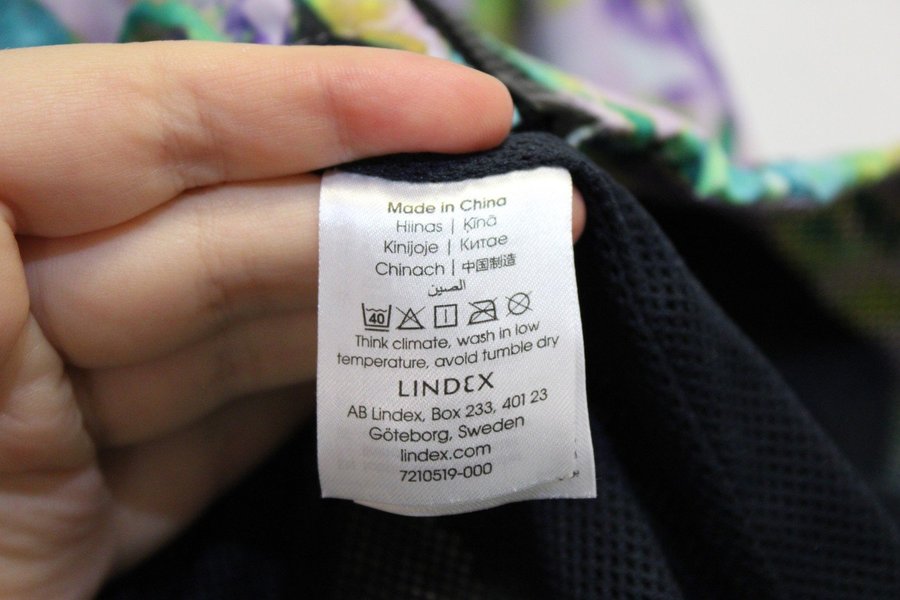 Made in China
Hiinas | Ķīnā
Kinijoje | Китае
Chinach | 中国制造
الصين
40
Think climate, wash in low
temperature, avoid tumble dry
LINDEX
AB Lindex, Box 233, 401 23
Göteborg, Sweden
lindex.com
7210519-000